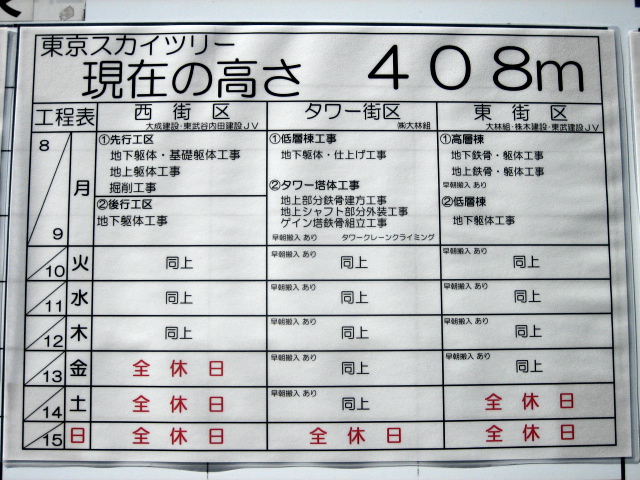 東京スカイツリー
現在の高さ 408m
工程表 西街区 タワー街区 東街区
大成建設・東武谷内田建設JV ㈱大林組 大林組・株木建設・東武建設JV
8/9 月
①先行工区
地下躯体・基礎躯体工事
地上躯体工事
掘削工事
②後行工区
地下躯体工事
①低層棟工事
地下躯体・仕上げ工事
②タワー塔体工事
地上部分鉄骨建方工事
地上シャフト部分外装工事
ゲイン塔鉄骨組立工事
早朝搬入 あり タワークレーンクライミング
①高層棟
地下鉄骨・躯体工事
地上鉄骨・躯体工事
早朝搬入 あり
②低層棟
地下躯体工事
10 火 同上 早朝搬入 あり 同上 早朝搬入 あり 同上
11 水 同上 早朝搬入 あり 同上 早朝搬入 あり 同上
12 木 同上 早朝搬入 あり 同上 早朝搬入 あり 同上
13 金 全休日 早朝搬入 あり 同上 早朝搬入 あり 同上
14 土 全休日 早朝搬入 あり 同上 全休日
15 日 全休日 全休日 全休日